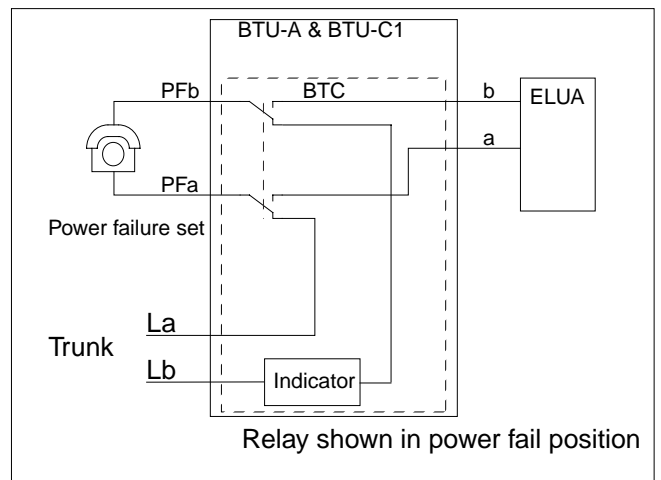 BTU-A & BTU-C1
PFb
BTC
b
ELUA
a
PFa
Power failure set
La
Trunk
Lb
Indicator
Relay shown in power fail position